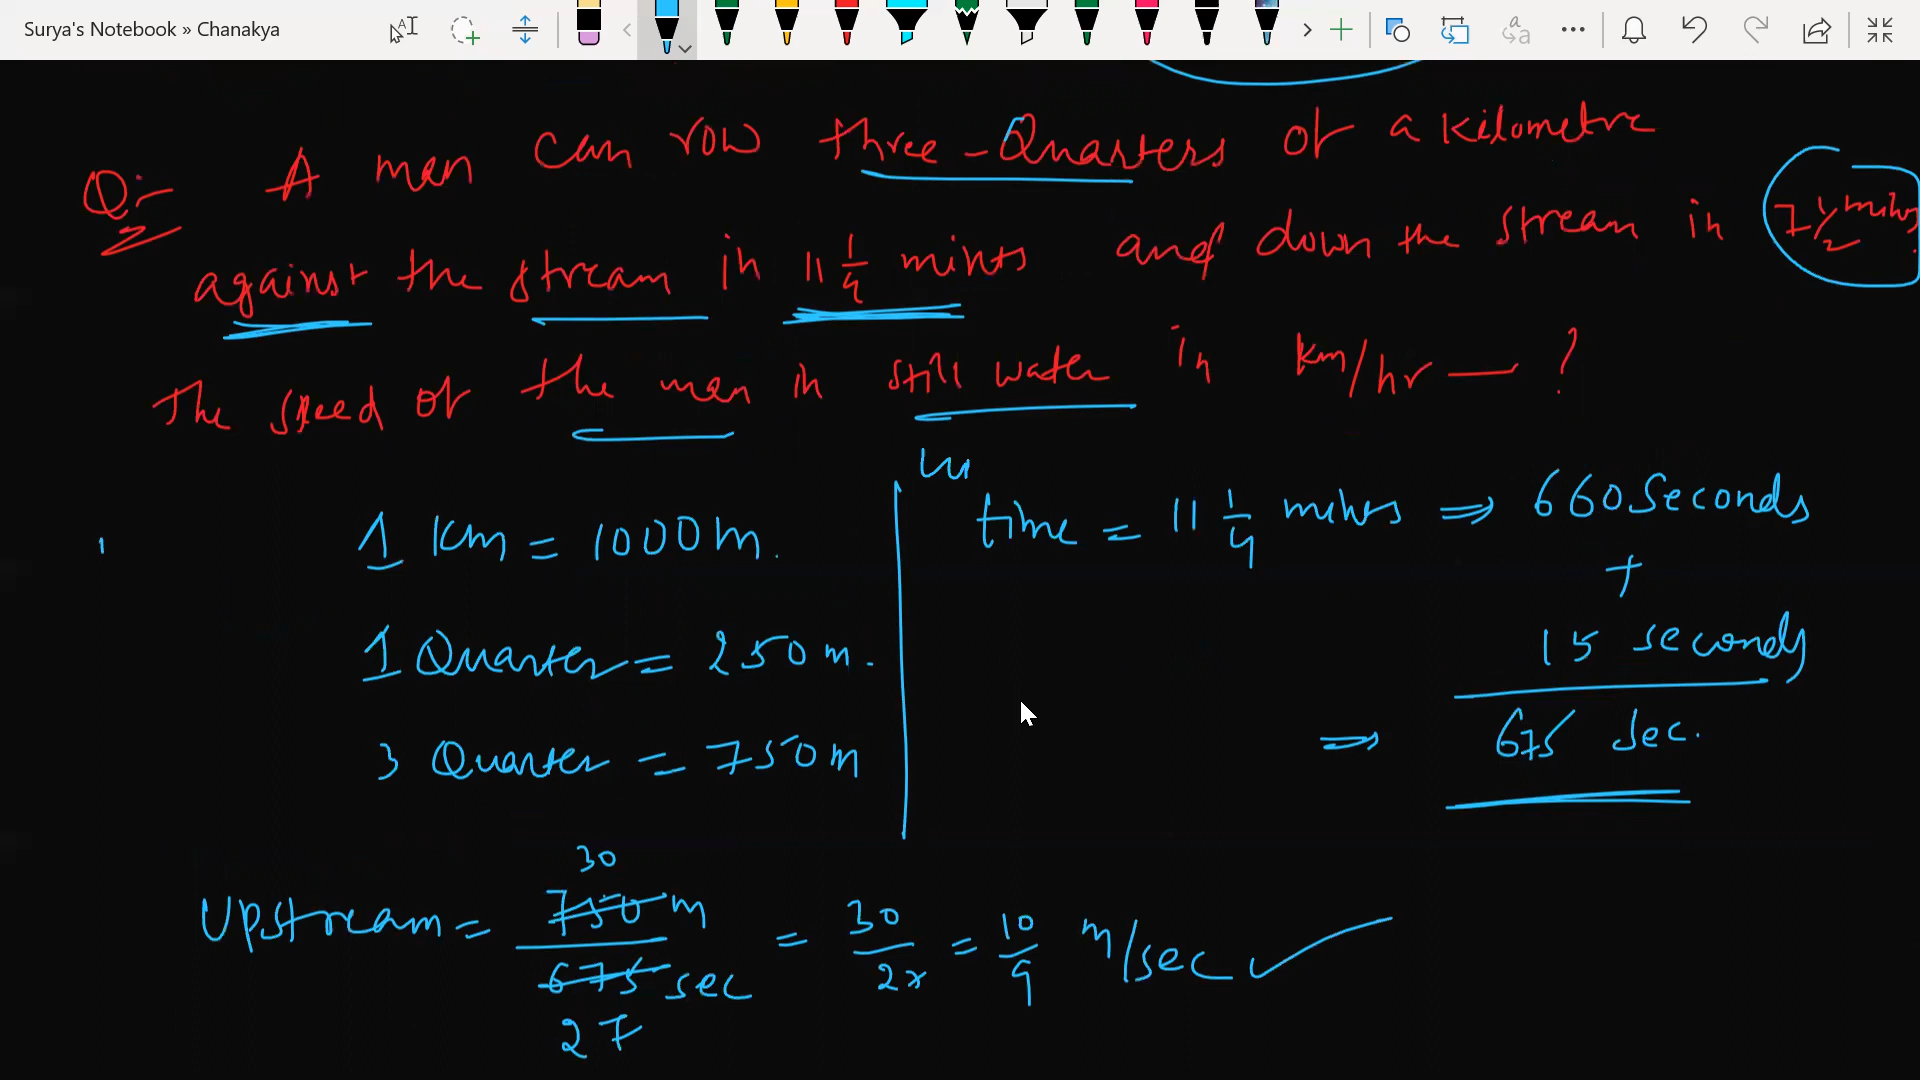 Surya's Notebook » Chanakya
Q:- A man can row three-Quarters of a kilometre
against the stream in 11 1/4 mints and down the stream in 7 1/2 mints
The speed of the man in still water in km/hr — ?
1 Km = 1000m.
1 Quarter = 250m.
3 Quarter = 750m
time = 11 1/4 mints ⇒ 660 Seconds
+
15 seconds
⇒ 675 Sec.
30
Upstream = 750 m / 675 sec = 30/27 = 10/9 m/sec ✓
27